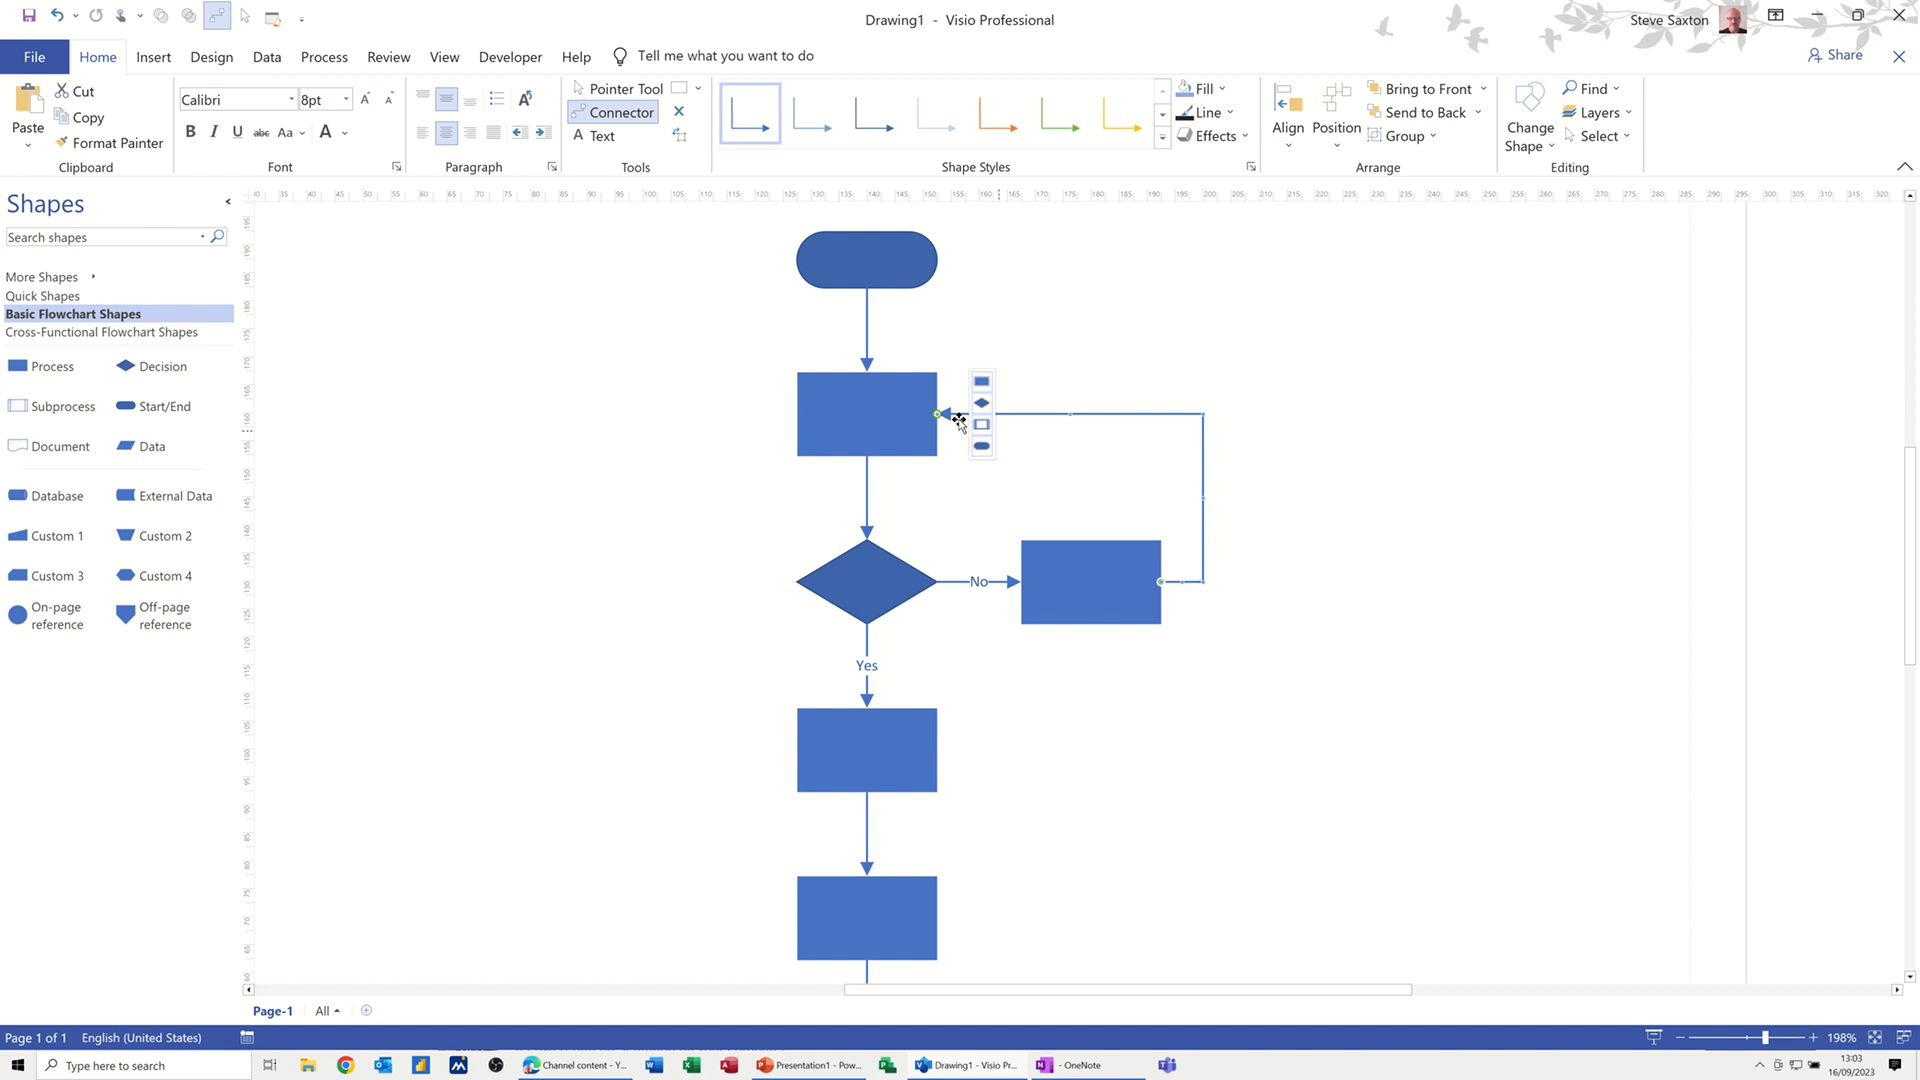 Drawing1 - Visio Professional
Steve Saxton
File
Home
Insert
Design
Data
Process
Review
View
Developer
Help
Tell me what you want to do
Share
Paste
Cut
Copy
Format Painter
Clipboard
Calibri
8pt
B I U abc Aa A
Font
Paragraph
Pointer Tool
Connector
A Text
Tools
Shape Styles
Fill
Line
Effects
Align
Position
Bring to Front
Send to Back
Group
Arrange
Change
Shape
Find
Layers
Select
Editing
Shapes
Search shapes
More Shapes
Quick Shapes
Basic Flowchart Shapes
Cross-Functional Flowchart Shapes
Process
Decision
Subprocess
Start/End
Document
Data
Database
External Data
Custom 1
Custom 2
Custom 3
Custom 4
On-page
reference
Off-page
reference
No
Yes
Page-1
All
Page 1 of 1
English (United States)
198%
Type here to search
Channel content - Y...
Presentation1 - Pow...
Drawing1 - Visio Pr...
- OneNote
13:03
16/09/2023